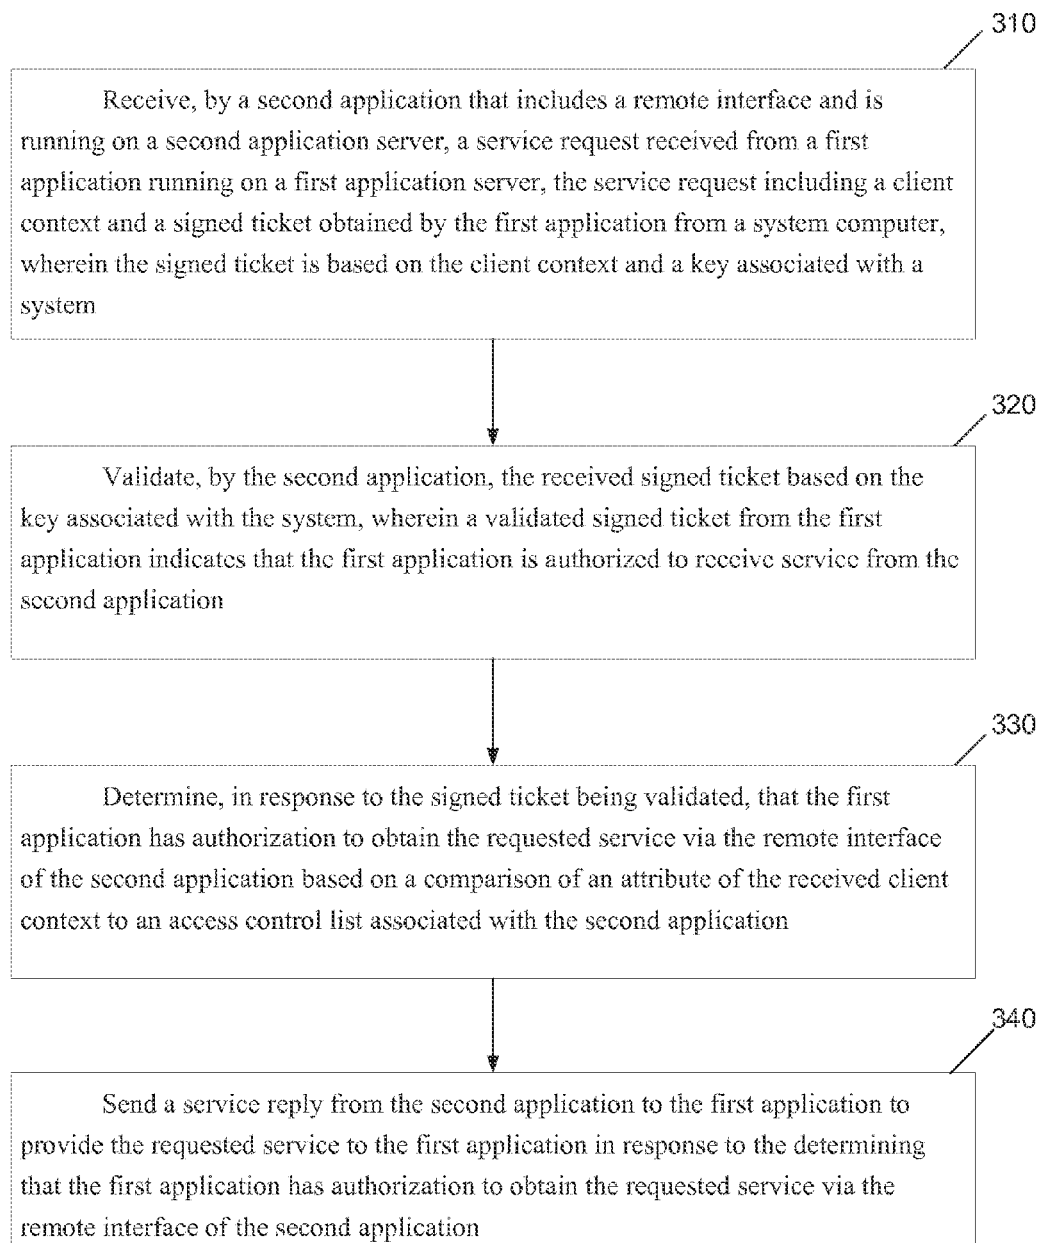 310
Receive, by a second application that includes a remote interface and is
running on a second application server, a service request received from a first
application running on a first application server, the service request including a client
context and a signed ticket obtained by the first application from a system computer,
wherein the signed ticket is based on the client context and a key associated with a
system
320
Validate, by the second application, the received signed ticket based on the
key associated with the system, wherein a validated signed ticket from the first
application indicates that the first application is authorized to receive service from the
second application
330
Determine, in response to the signed ticket being validated, that the first
application has authorization to obtain the requested service via the remote interface
of the second application based on a comparison of an attribute of the received client
context to an access control list associated with the second application
340
Send a service reply from the second application to the first application to
provide the requested service to the first application in response to the determining
that the first application has authorization to obtain the requested service via the
remote interface of the second application